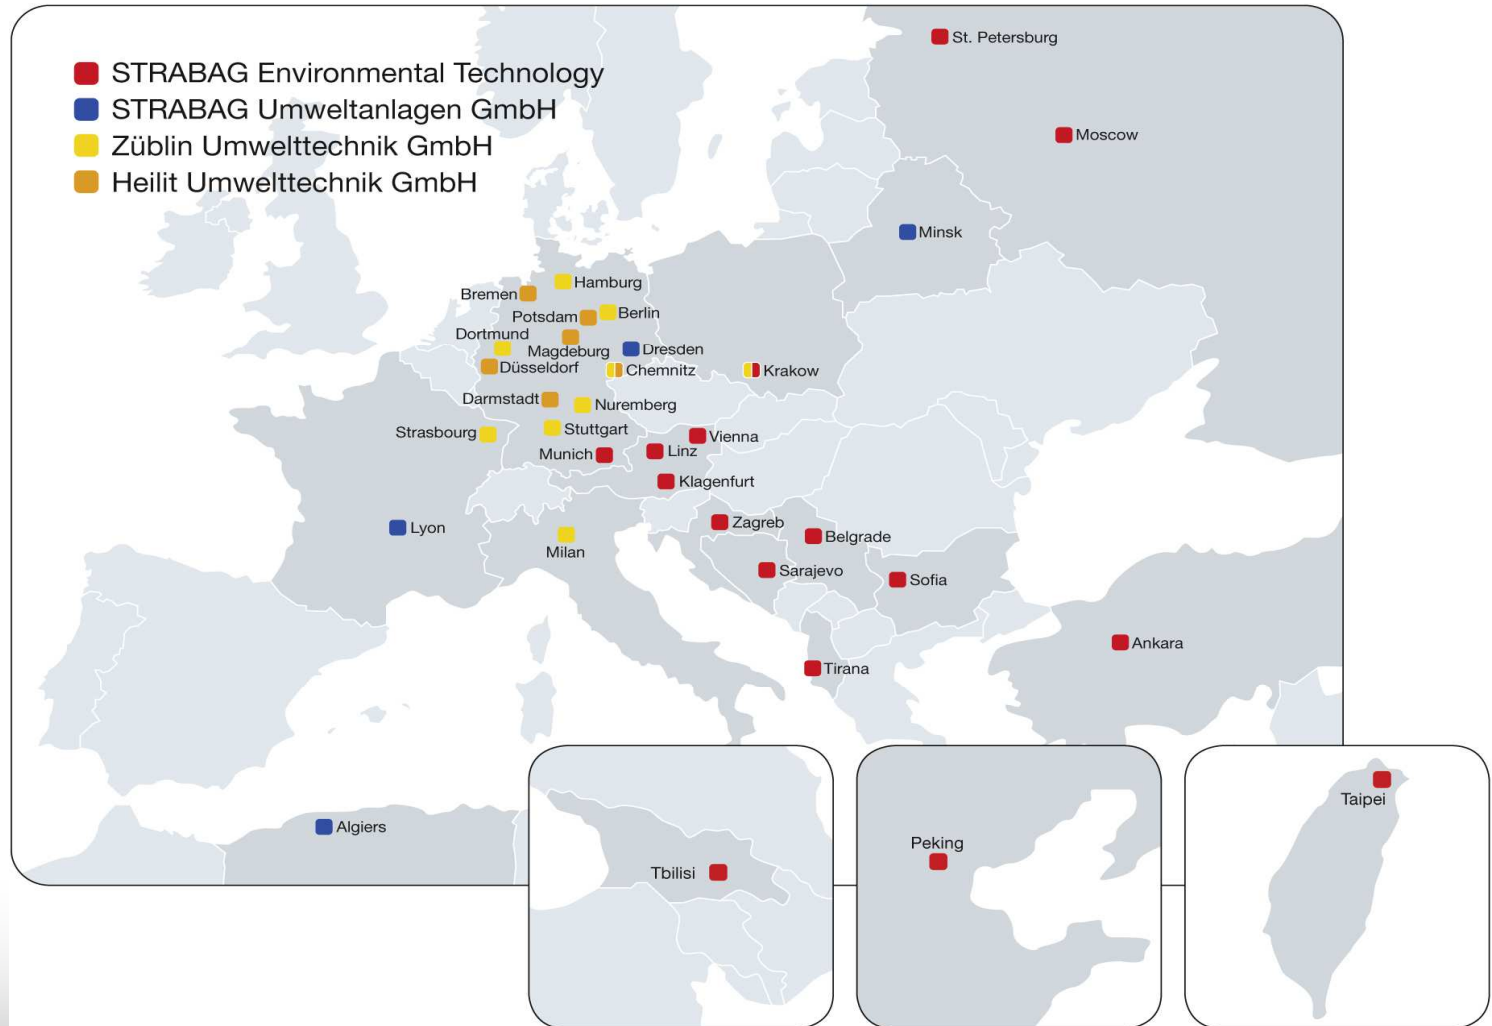 STRABAG Environmental Technology
STRABAG Umweltanlagen GmbH
Züblin Umwelttechnik GmbH
Heilit Umwelttechnik GmbH
St. Petersburg
Moscow
Minsk
Hamburg
Bremen
Berlin
Potsdam
Dortmund
Magdeburg
Dresden
Düsseldorf
Chemnitz
Krakow
Darmstadt
Nuremberg
Strasbourg
Stuttgart
Vienna
Munich
Linz
Klagenfurt
Zagreb
Lyon
Belgrade
Milan
Sarajevo
Sofia
Ankara
Tirana
Algiers
Tbilisi
Peking
Taipei